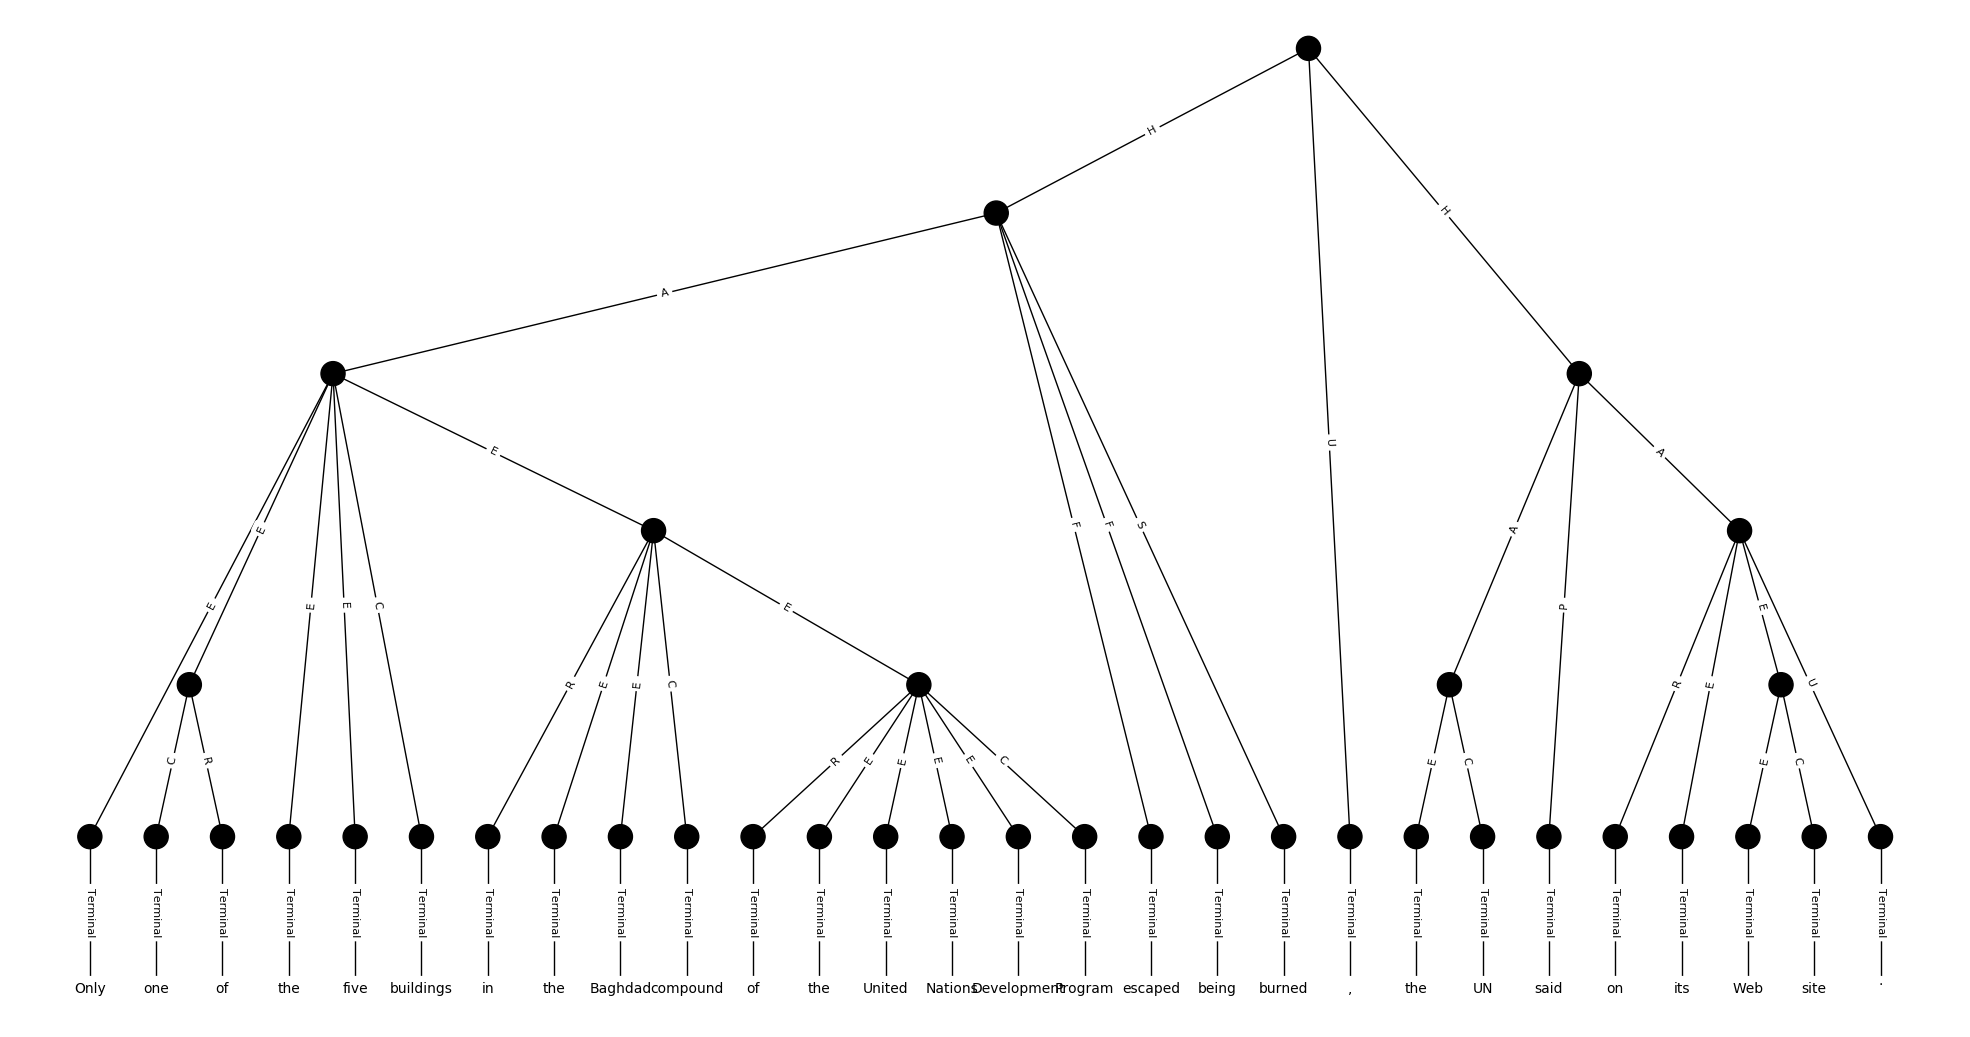 H
H
A
E
A
E
F
F
S
U
A
E
E
E
C
E
P
E
R
E
E
C
R
E
E
U
C
R
R
E
E
E
E
C
E
C
E
C
Terminal Terminal Terminal Terminal Terminal Terminal Terminal Terminal Terminal Terminal Terminal Terminal Terminal Terminal Terminal Terminal Terminal Terminal Terminal Terminal Terminal Terminal Terminal Terminal Terminal Terminal Terminal Terminal
Only one of the five buildings in the Baghdad compound of the United Nations Development Program escaped being burned , the UN said on its Web site .